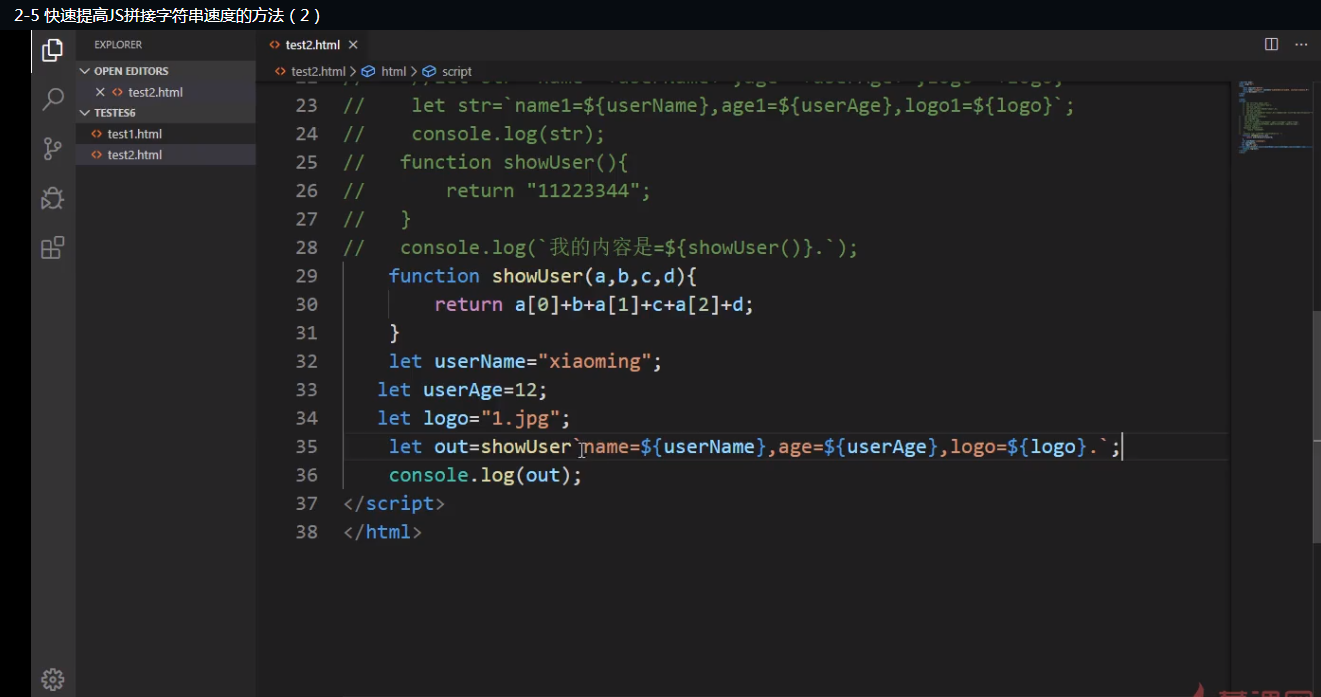 2-5 快速提高JS拼接字符串速度的方法（2）
EXPLORER
OPEN EDITORS
test2.html
TESTES6
test1.html
test2.html
test2.html
test2.html > html > script
23 // let str=`name1=${userName},age1=${userAge},logo1=${logo}`;
24 // console.log(str);
25 // function showUser(){
26 // return "11223344";
27 // }
28 // console.log(`我的内容是=${showUser()}.`);
29 function showUser(a,b,c,d){
30 return a[0]+b+a[1]+c+a[2]+d;
31 }
32 let userName="xiaoming";
33 let userAge=12;
34 let logo="1.jpg";
35 let out=showUser`name=${userName},age=${userAge},logo=${logo}.`;
36 console.log(out);
37 </script>
38 </html>